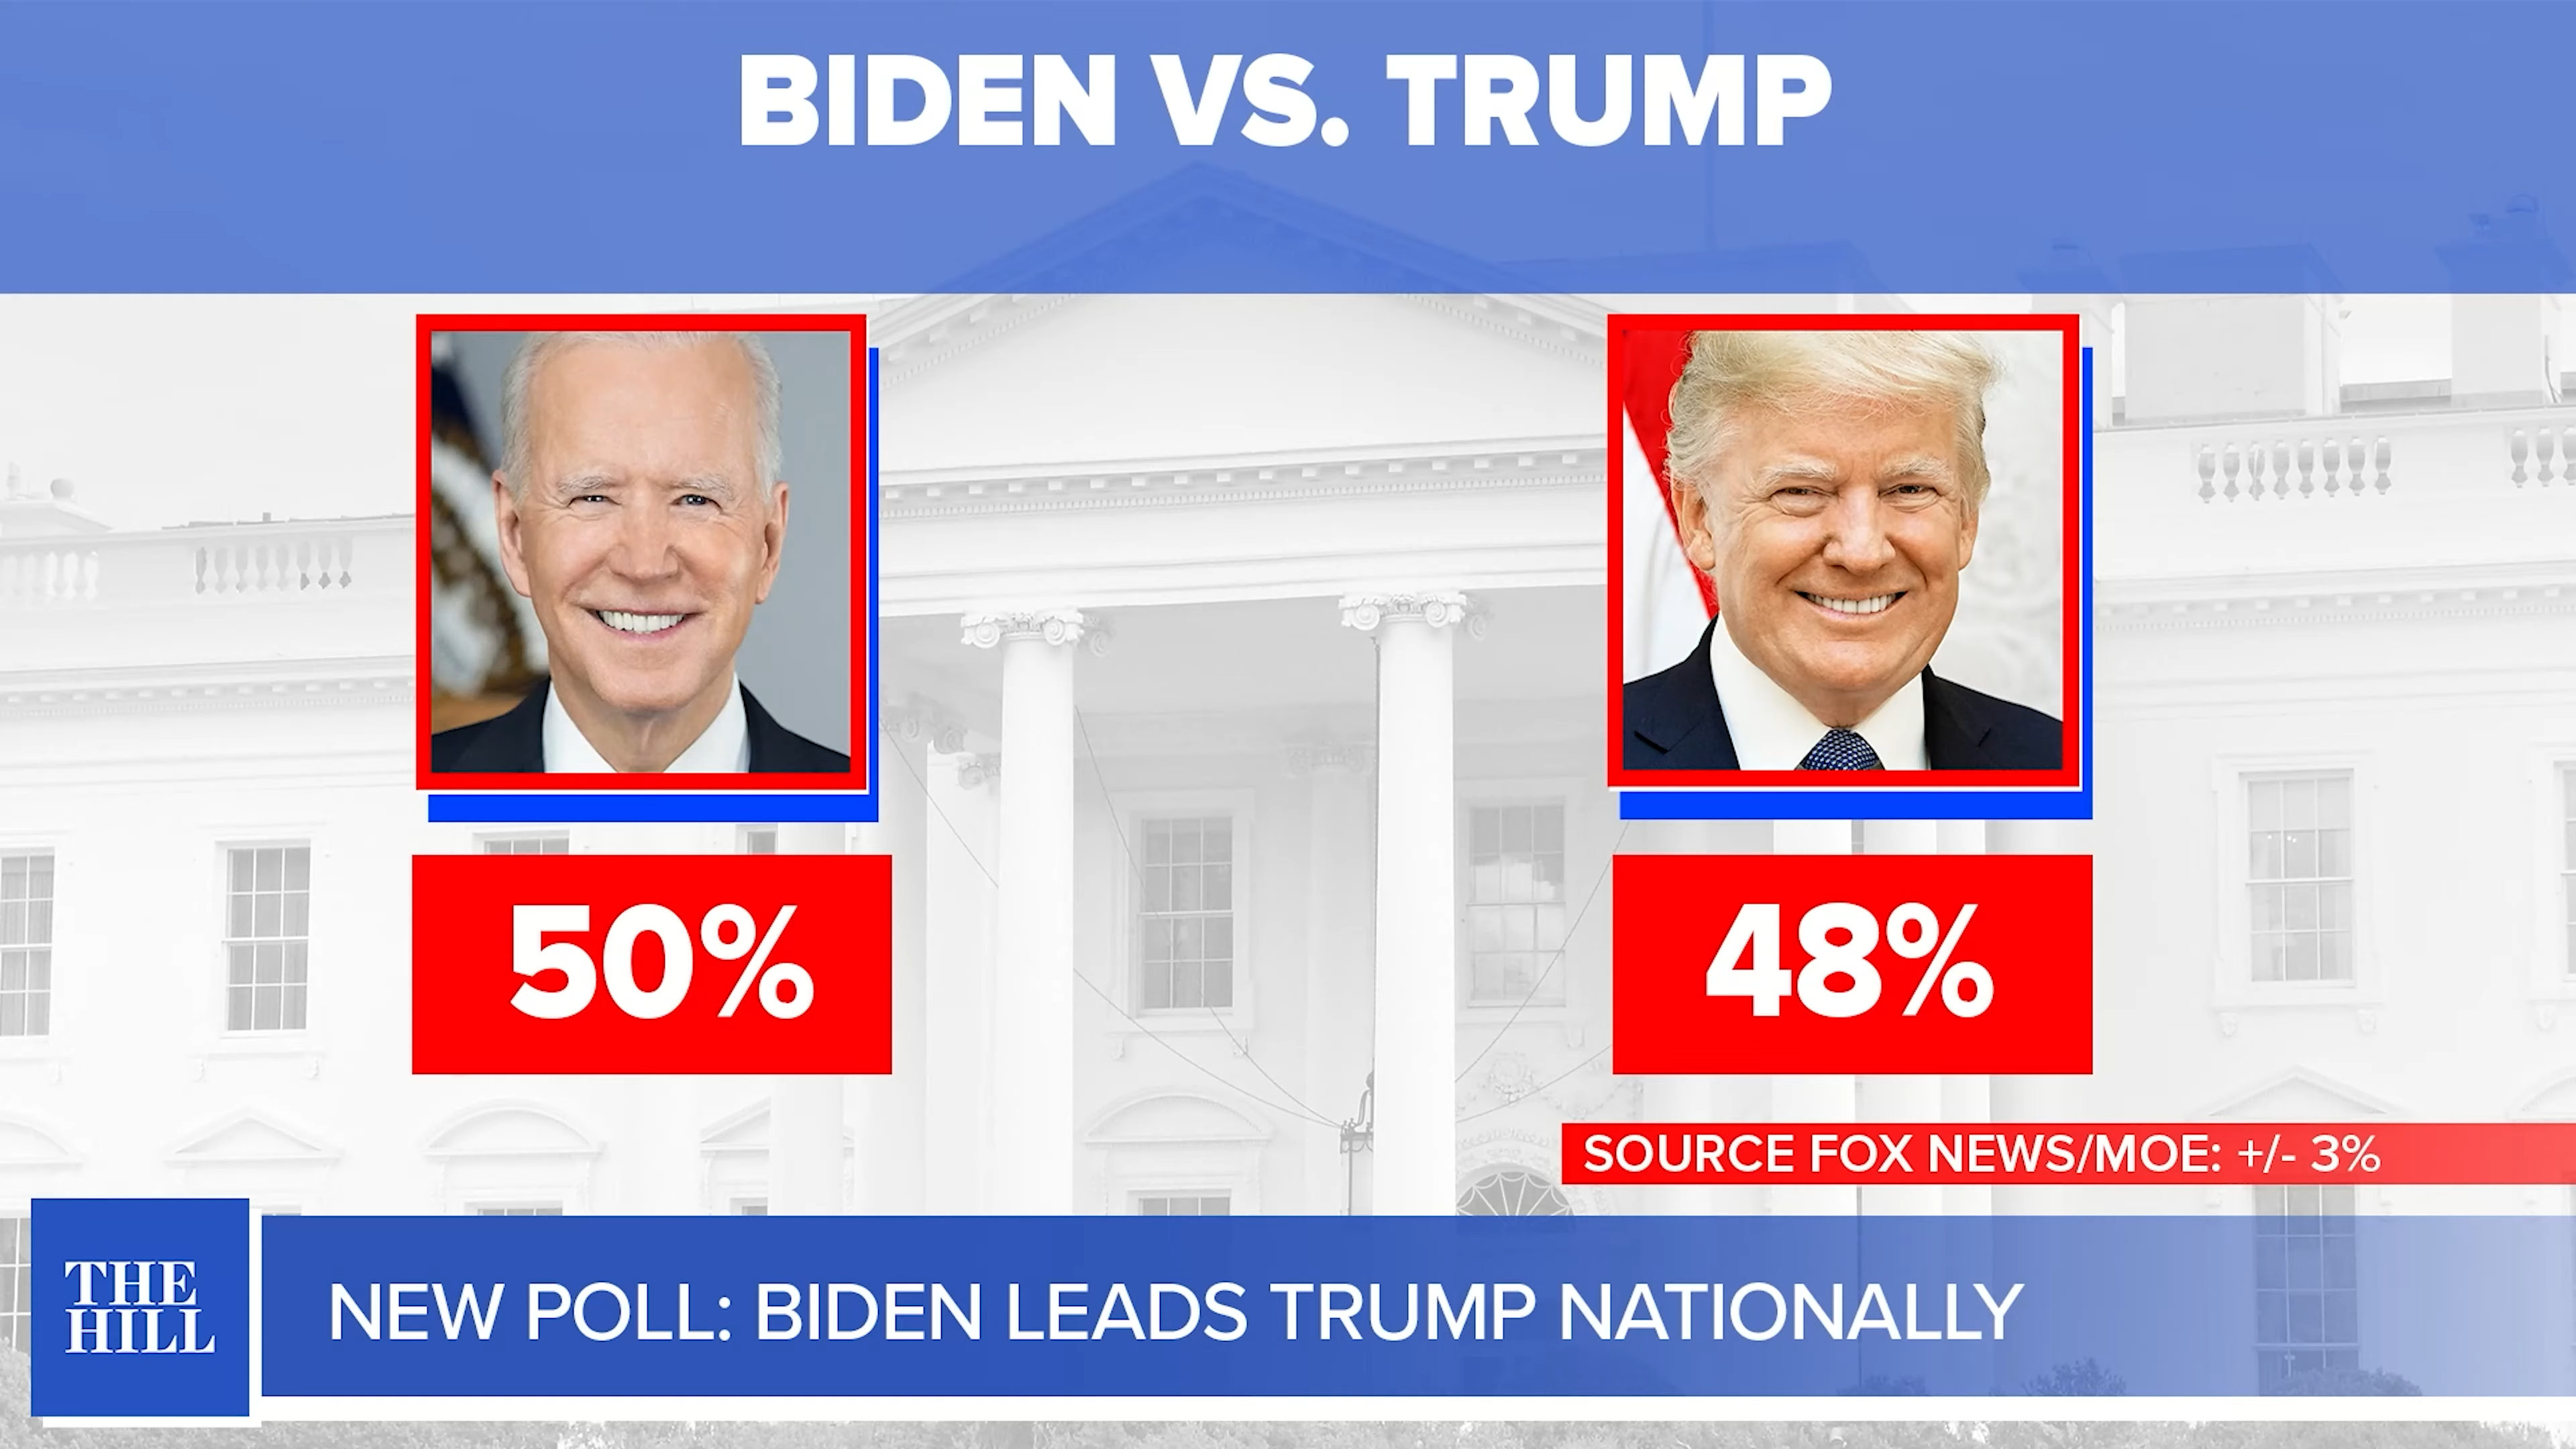 BIDEN VS. TRUMP
50%
48%
SOURCE FOX NEWS/MOE: +/- 3%
THE
HILL
NEW POLL: BIDEN LEADS TRUMP NATIONALLY